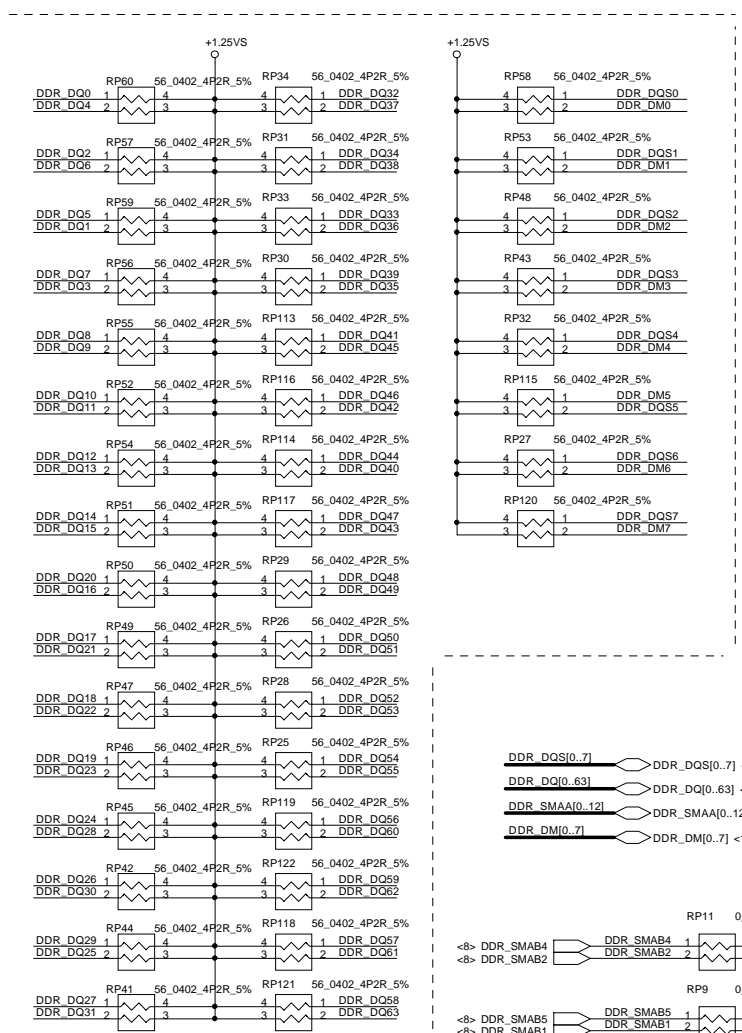 +1.25VS
+1.25VS
RP60 56_0402_4P2R_5% RP34 56_0402_4P2R_5%
DDR_DQ0 1 4 4 1 DDR_DQ32
DDR_DQ4 2 3 3 2 DDR_DQ37
RP57 56_0402_4P2R_5% RP31 56_0402_4P2R_5%
DDR_DQ2 1 4 4 1 DDR_DQ34
DDR_DQ6 2 3 3 2 DDR_DQ38
RP59 56_0402_4P2R_5% RP33 56_0402_4P2R_5%
DDR_DQ5 1 4 4 1 DDR_DQ33
DDR_DQ1 2 3 3 2 DDR_DQ36
RP56 56_0402_4P2R_5% RP30 56_0402_4P2R_5%
DDR_DQ7 1 4 4 1 DDR_DQ39
DDR_DQ3 2 3 3 2 DDR_DQ35
RP55 56_0402_4P2R_5% RP113 56_0402_4P2R_5%
DDR_DQ8 1 4 4 1 DDR_DQ41
DDR_DQ9 2 3 3 2 DDR_DQ45
RP52 56_0402_4P2R_5% RP116 56_0402_4P2R_5%
DDR_DQ10 1 4 4 1 DDR_DQ46
DDR_DQ11 2 3 3 2 DDR_DQ42
RP54 56_0402_4P2R_5% RP114 56_0402_4P2R_5%
DDR_DQ12 1 4 4 1 DDR_DQ44
DDR_DQ13 2 3 3 2 DDR_DQ40
RP51 56_0402_4P2R_5% RP117 56_0402_4P2R_5%
DDR_DQ14 1 4 4 1 DDR_DQ47
DDR_DQ15 2 3 3 2 DDR_DQ43
RP50 56_0402_4P2R_5% RP29 56_0402_4P2R_5%
DDR_DQ20 1 4 4 1 DDR_DQ48
DDR_DQ16 2 3 3 2 DDR_DQ49
RP49 56_0402_4P2R_5% RP26 56_0402_4P2R_5%
DDR_DQ17 1 4 4 1 DDR_DQ50
DDR_DQ21 2 3 3 2 DDR_DQ51
RP47 56_0402_4P2R_5% RP28 56_0402_4P2R_5%
DDR_DQ18 1 4 4 1 DDR_DQ52
DDR_DQ22 2 3 3 2 DDR_DQ53
RP46 56_0402_4P2R_5% RP25 56_0402_4P2R_5%
DDR_DQ19 1 4 4 1 DDR_DQ54
DDR_DQ23 2 3 3 2 DDR_DQ55
RP45 56_0402_4P2R_5% RP119 56_0402_4P2R_5%
DDR_DQ24 1 4 4 1 DDR_DQ56
DDR_DQ28 2 3 3 2 DDR_DQ60
RP42 56_0402_4P2R_5% RP122 56_0402_4P2R_5%
DDR_DQ26 1 4 4 1 DDR_DQ59
DDR_DQ30 2 3 3 2 DDR_DQ62
RP44 56_0402_4P2R_5% RP118 56_0402_4P2R_5%
DDR_DQ29 1 4 4 1 DDR_DQ57
DDR_DQ25 2 3 3 2 DDR_DQ61
RP41 56_0402_4P2R_5% RP121 56_0402_4P2R_5%
DDR_DQ27 1 4 4 1 DDR_DQ58
DDR_DQ31 2 3 3 2 DDR_DQ63
RP58 56_0402_4P2R_5%
4 1 DDR_DQS0
3 2 DDR_DM0
RP53 56_0402_4P2R_5%
4 1 DDR_DQS1
3 2 DDR_DM1
RP48 56_0402_4P2R_5%
4 1 DDR_DQS2
3 2 DDR_DM2
RP43 56_0402_4P2R_5%
4 1 DDR_DQS3
3 2 DDR_DM3
RP32 56_0402_4P2R_5%
4 1 DDR_DQS4
3 2 DDR_DM4
RP115 56_0402_4P2R_5%
4 1 DDR_DM5
3 2 DDR_DQS5
RP27 56_0402_4P2R_5%
4 1 DDR_DQS6
3 2 DDR_DM6
RP120 56_0402_4P2R_5%
4 1 DDR_DQS7
3 2 DDR_DM7
DDR_DQS[0..7] DDR_DQS[0..7]
DDR_DQ[0..63] DDR_DQ[0..63] <
DDR_SMAA[0..12] DDR_SMAA[0..12
DDR_DM[0..7] DDR_DM[0..7] <
RP11 0
<8> DDR_SMAB4 DDR_SMAB4 1
<8> DDR_SMAB2 DDR_SMAB2 2
RP9 0
<8> DDR_SMAB5 DDR_SMAB5 1
<8> DDR_SMAB1 DDR_SMAB1 2